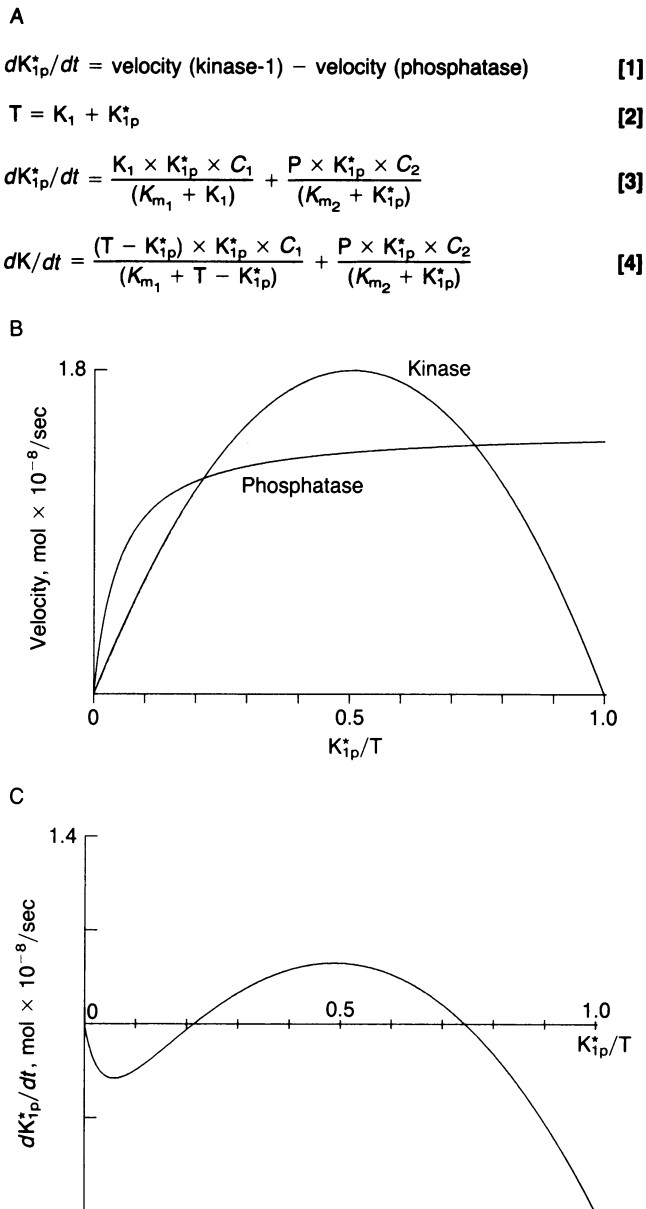 A
dK*1p/dt = velocity (kinase-1) − velocity (phosphatase) [1]
T = K1 + K*1p [2]
dK*1p/dt = K1 × K*1p × C1 / (Km1 + K1) + P × K*1p × C2 / (Km2 + K*1p) [3]
dK/dt = (T − K*1p) × K*1p × C1 / (Km1 + T − K*1p) + P × K*1p × C2 / (Km2 + K*1p) [4]
B
1.8
Kinase
Phosphatase
Velocity, mol × 10−8/sec
0 0.5 1.0
K*1p/T
C
1.4
dK*1p/dt, mol × 10−8/sec
0 0.5 1.0
K*1p/T